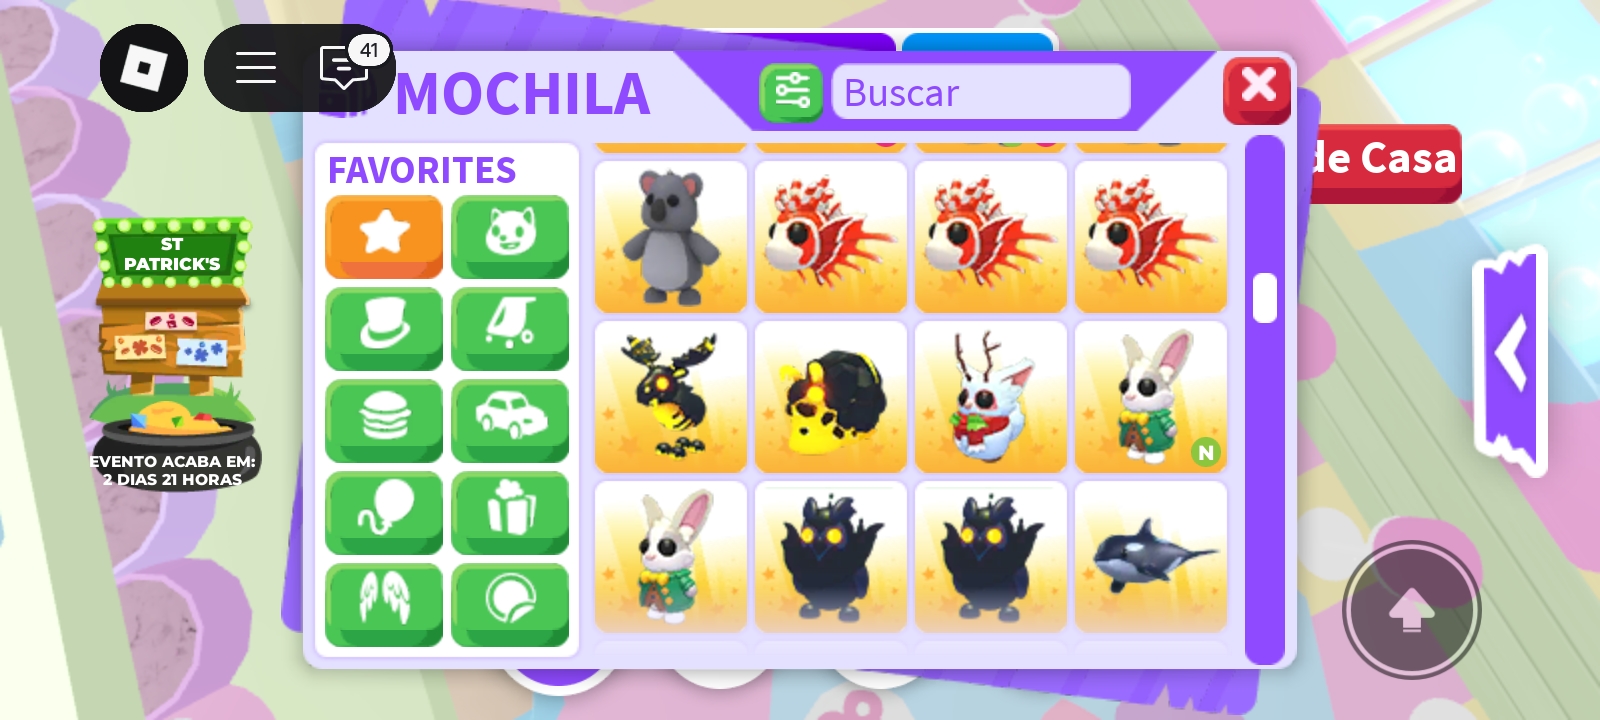 41
MOCHILA
Buscar
FAVORITES
de Casa
ST
PATRICK'S
EVENTO ACABA EM:
2 DIAS 21 HORAS
N